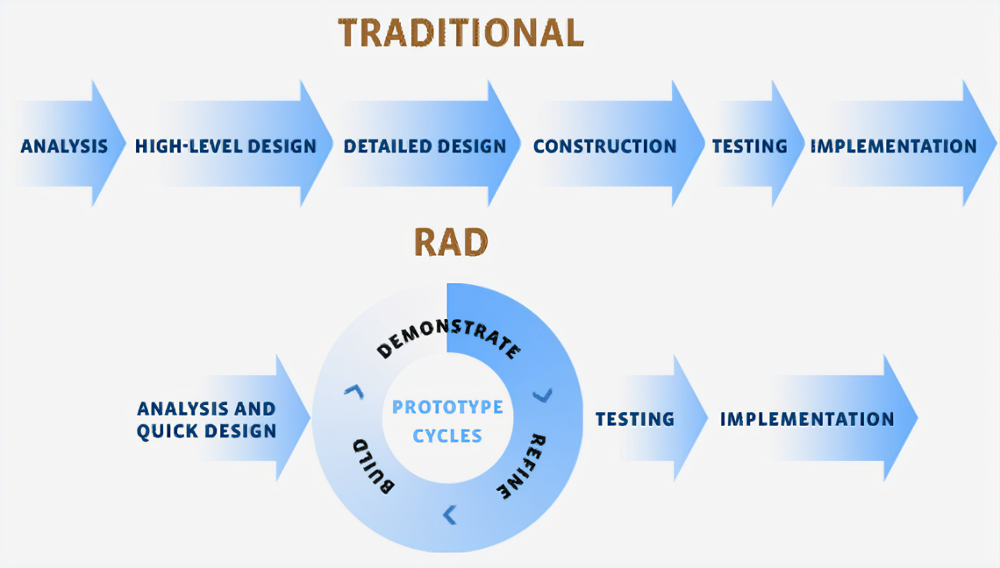 TRADITIONAL
ANALYSIS
HIGH-LEVEL DESIGN
DETAILED DESIGN
CONSTRUCTION
TESTING
IMPLEMENTATION
RAD
ANALYSIS AND
QUICK DESIGN
DEMONSTRATE
REFINE
BUILD
PROTOTYPE
CYCLES
TESTING
IMPLEMENTATION